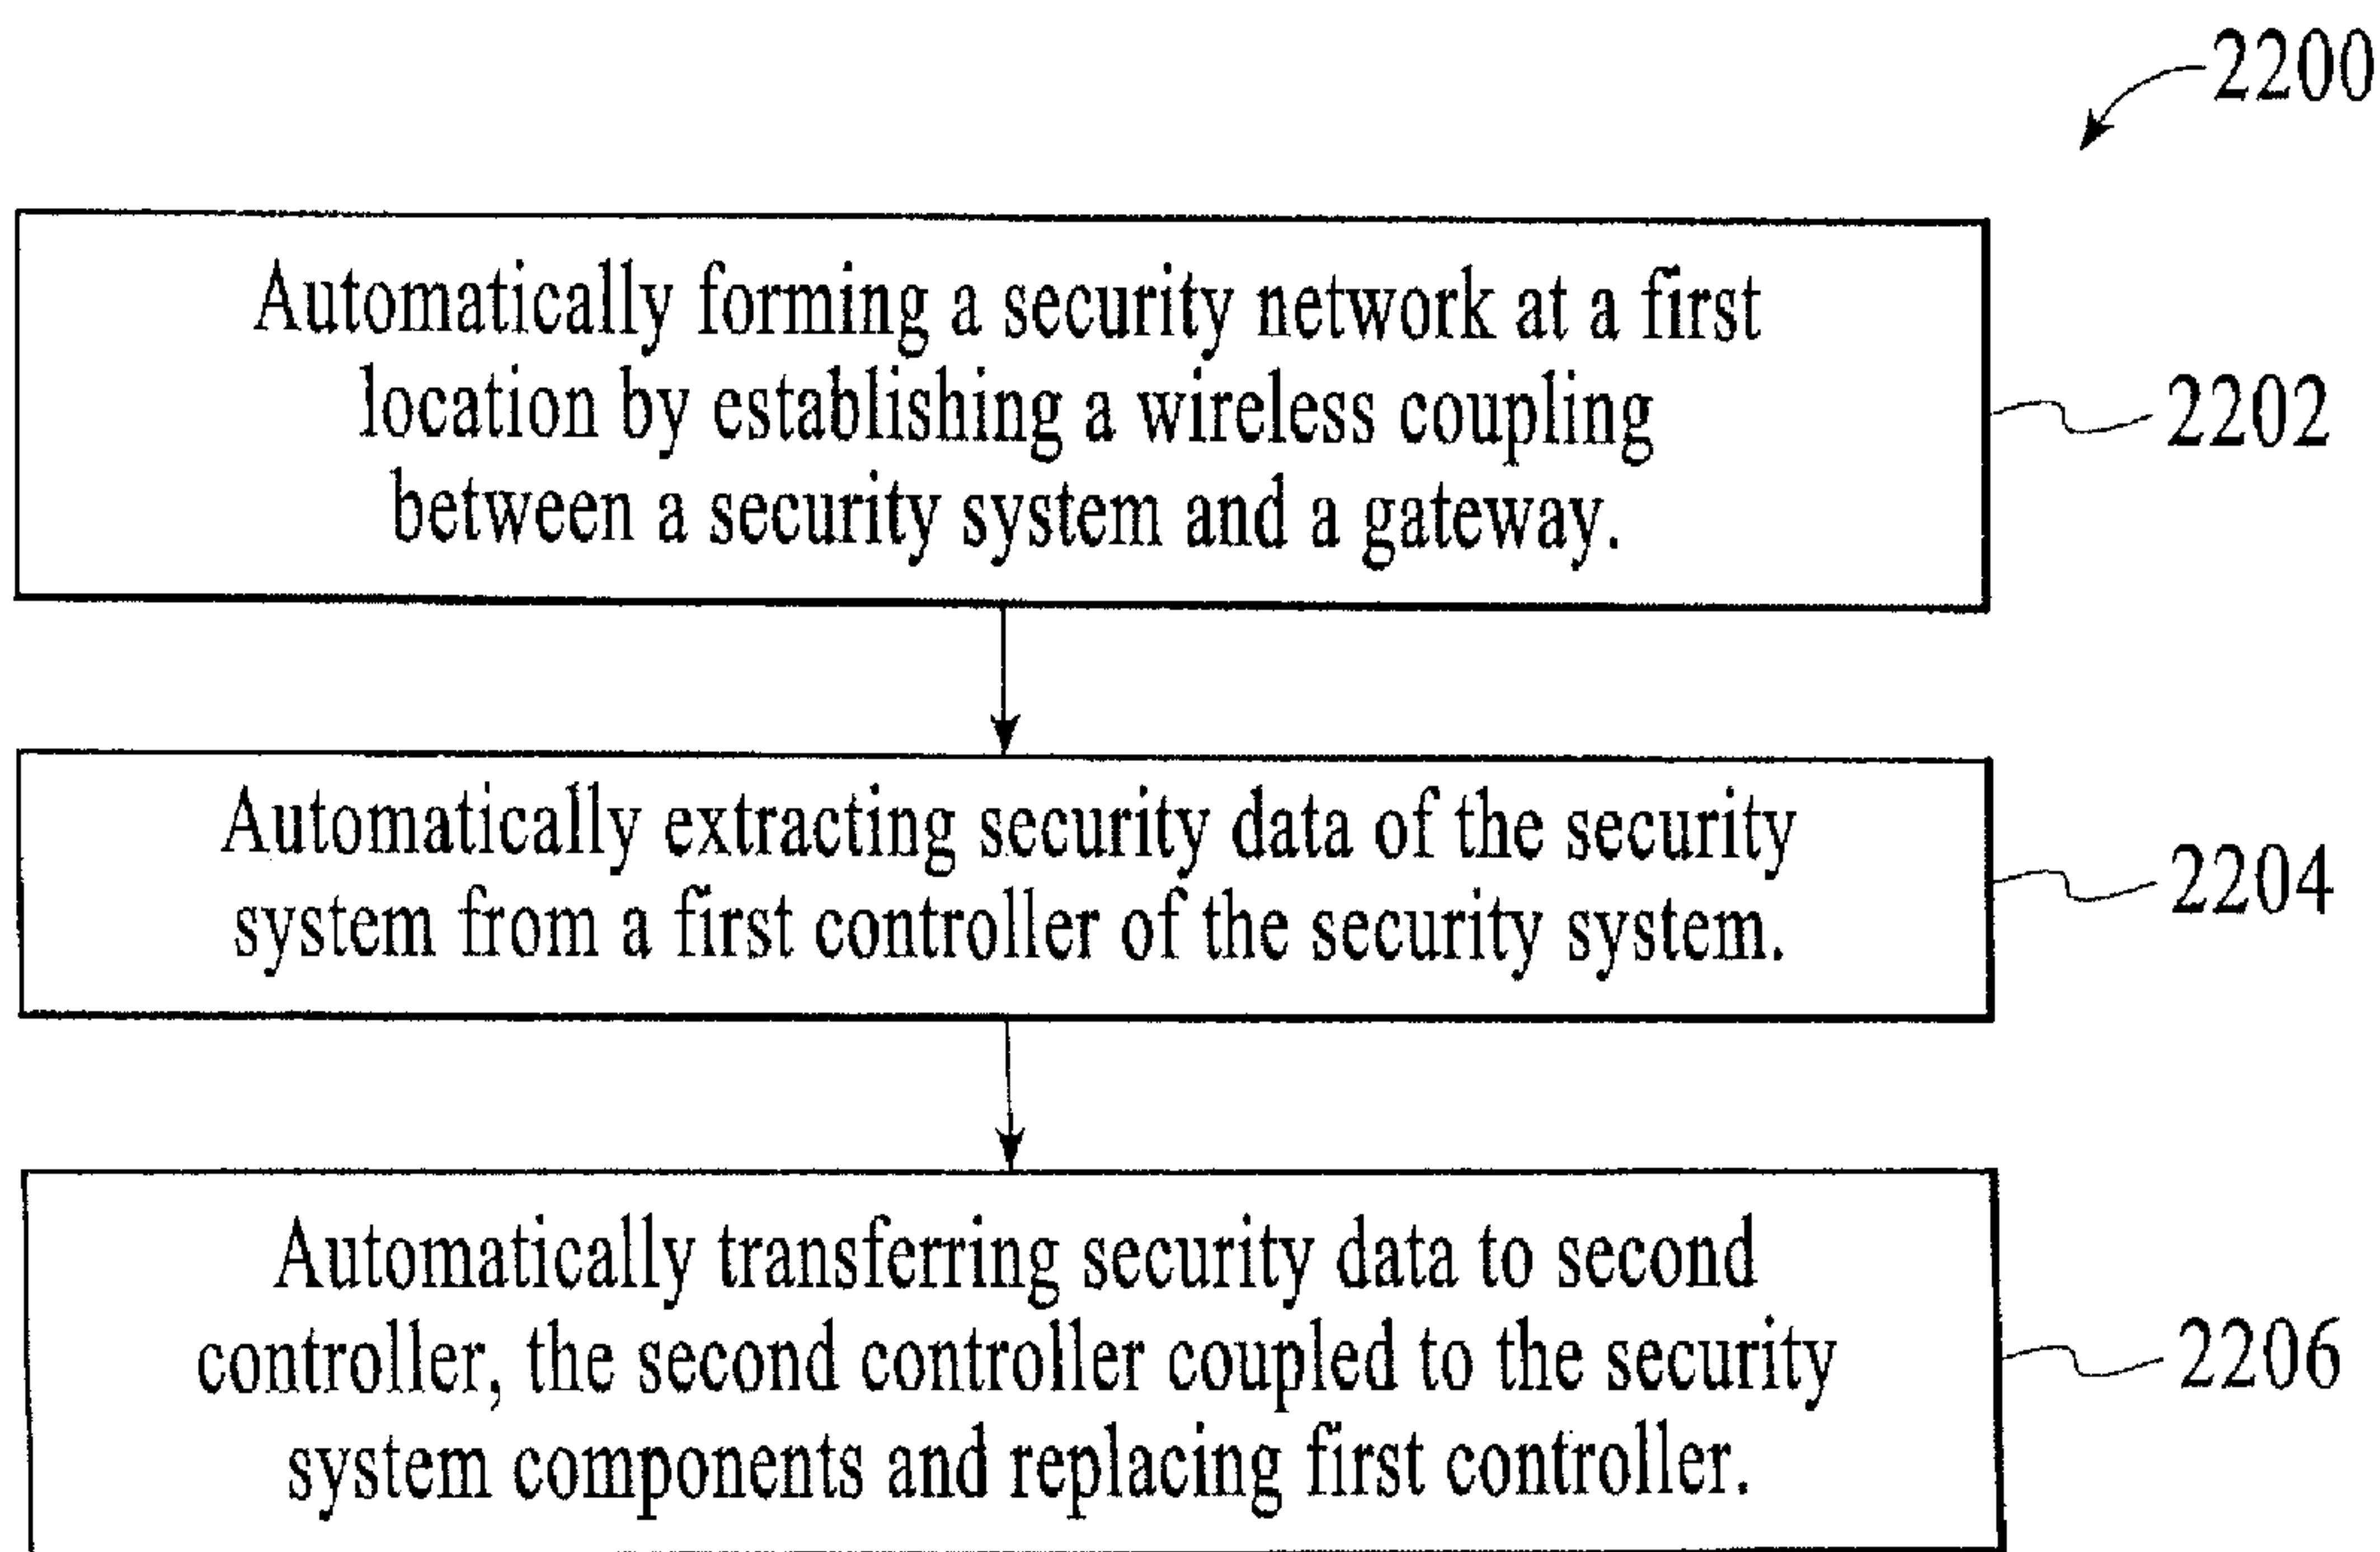 2200
Automatically forming a security network at a first
location by establishing a wireless coupling
between a security system and a gateway.
2202
Automatically extracting security data of the security
system from a first controller of the security system.
2204
Automatically transferring security data to second
controller, the second controller coupled to the security
system components and replacing first controller.
2206